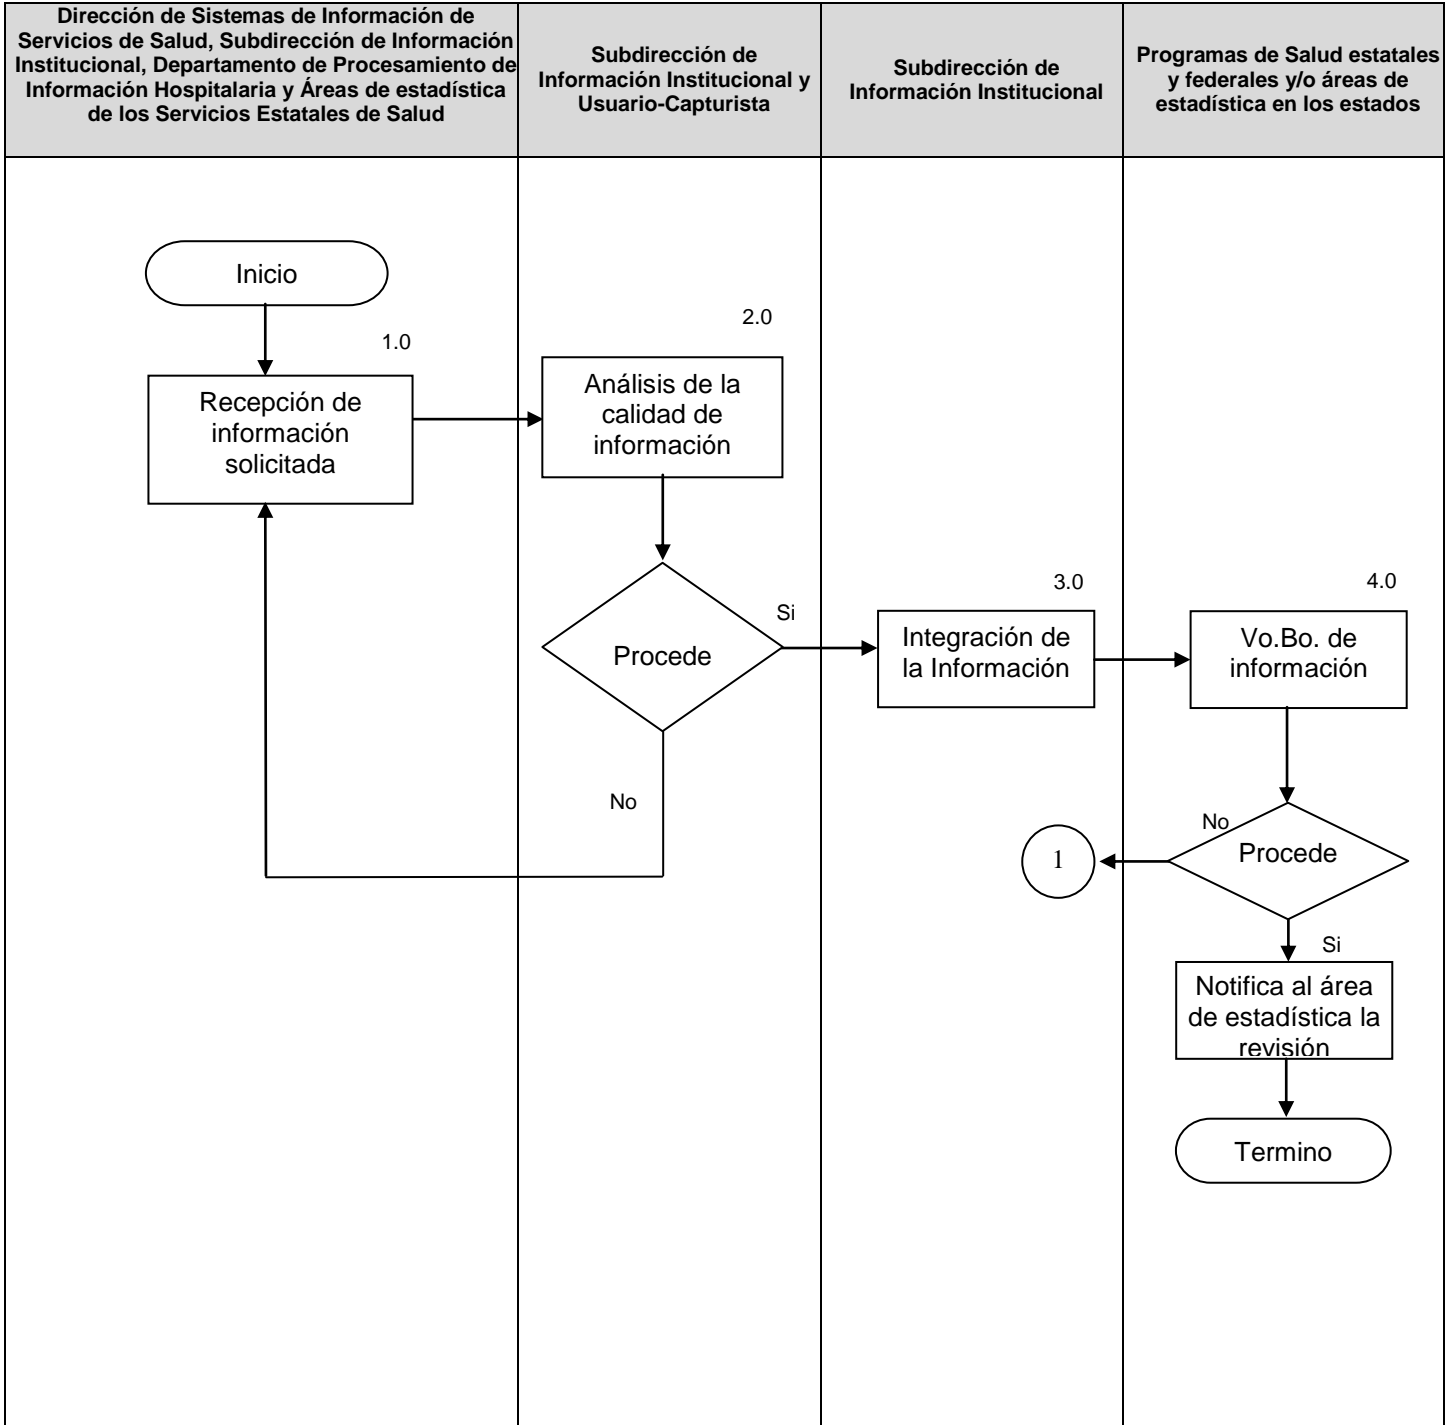 Dirección de Sistemas de Información de
Servicios de Salud, Subdirección de Información
Institucional, Departamento de Procesamiento de
Información Hospitalaria y Áreas de estadística
de los Servicios Estatales de Salud
Subdirección de
Información Institucional y
Usuario-Capturista
Subdirección de
Información Institucional
Programas de Salud estatales
y federales y/o áreas de
estadística en los estados
Inicio
1.0
Recepción de
información
solicitada
2.0
Análisis de la
calidad de
información
Procede
Si
No
3.0
Integración de
la Información
4.0
Vo.Bo. de
información
No
Procede
1
Si
Notifica al área
de estadística la
revisión
Termino